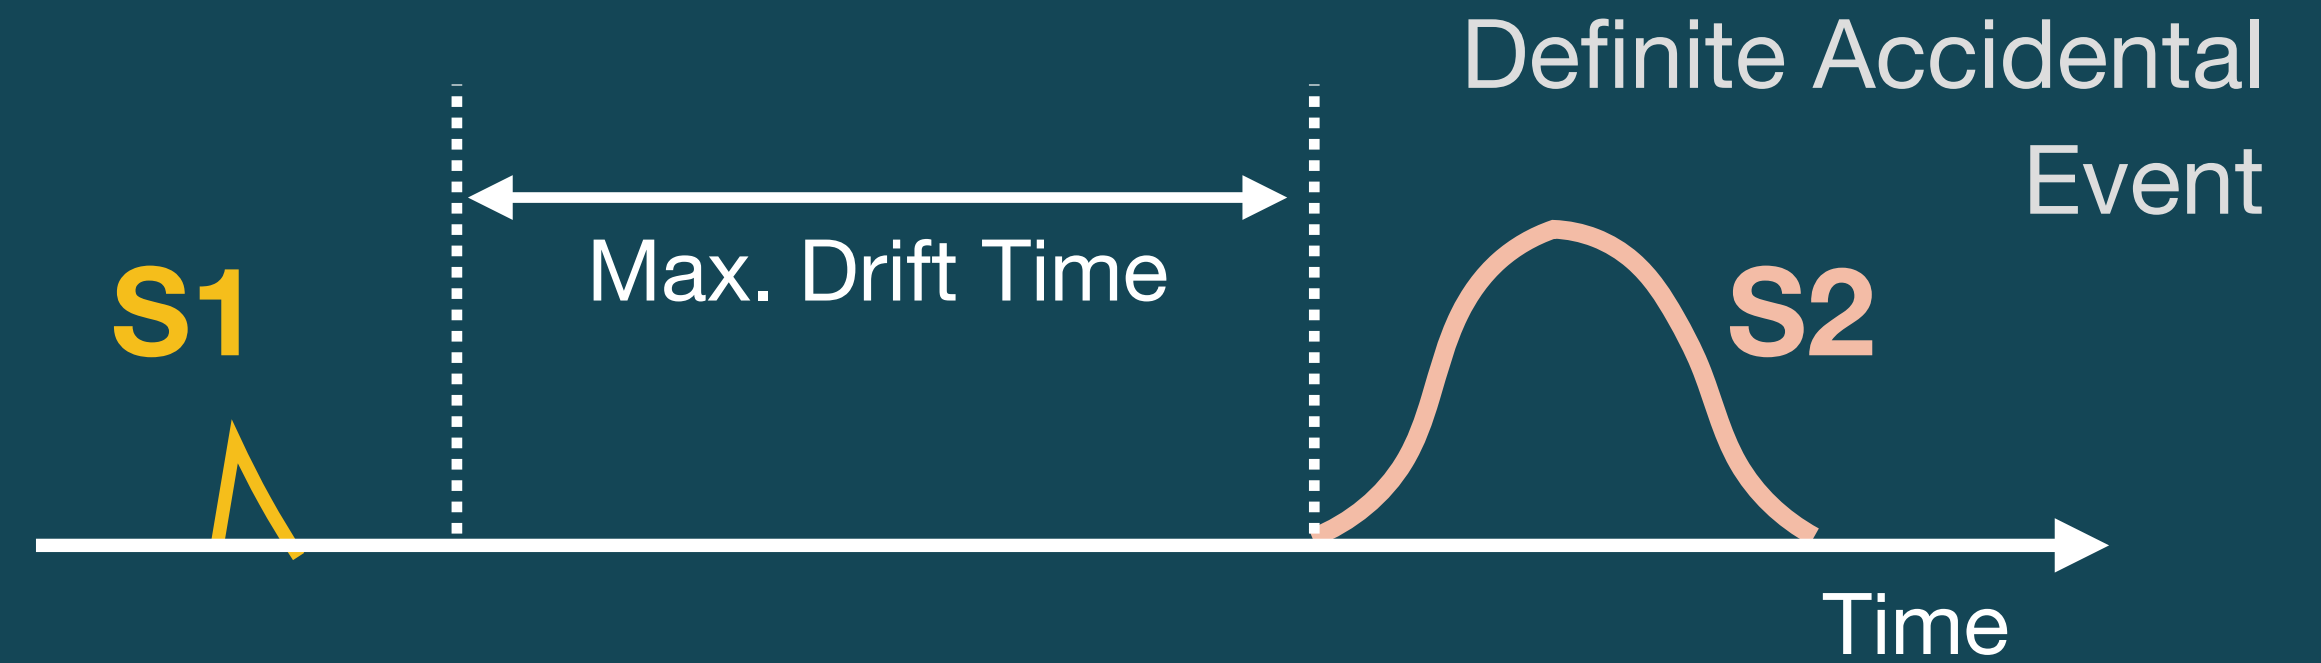 Definite Accidental
Event
Max. Drift Time
S1
S2
Time